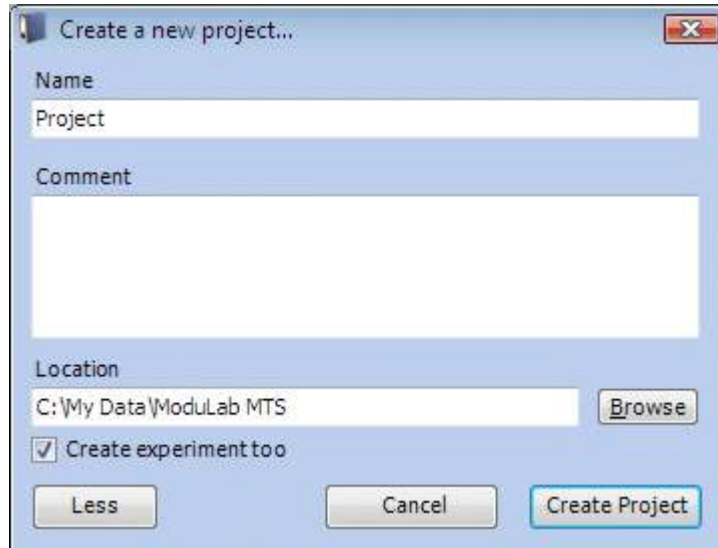 Create a new project...
Name
Project
Comment
Location
C:\My Data\ModuLab MTS
Browse
Create experiment too
Less
Cancel
Create Project